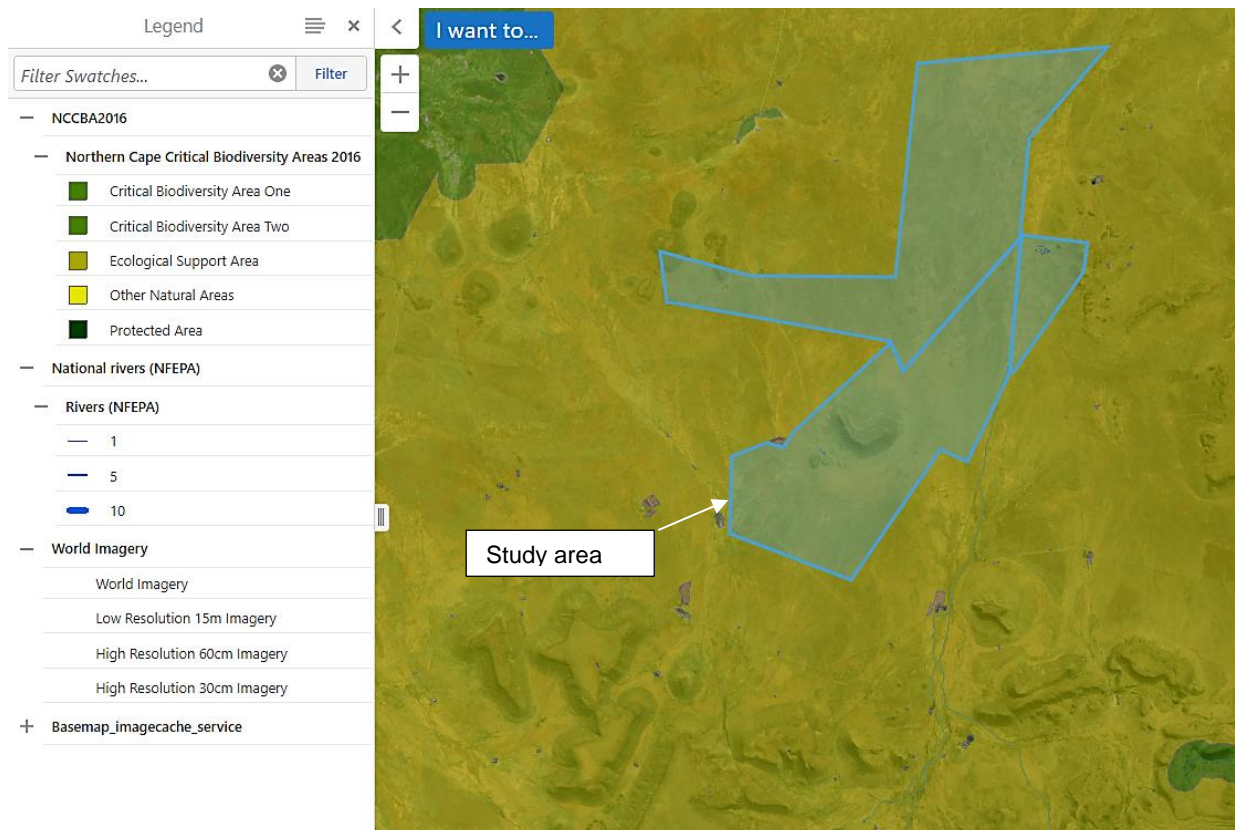 Legend
Filter Swatches...
Filter
NCCBA2016
Northern Cape Critical Biodiversity Areas 2016
Critical Biodiversity Area One
Critical Biodiversity Area Two
Ecological Support Area
Other Natural Areas
Protected Area
National rivers (NFEPA)
Rivers (NFEPA)
1
5
10
World Imagery
World Imagery
Low Resolution 15m Imagery
High Resolution 60cm Imagery
High Resolution 30cm Imagery
Basemap_imagecache_service
I want to...
Study area